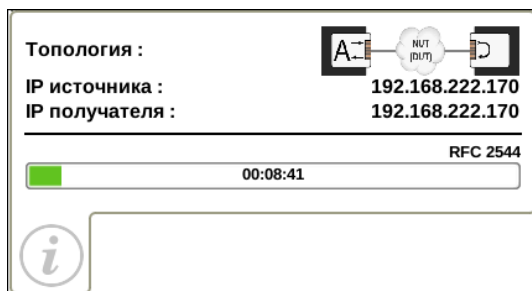 Топология :
A NUT
(DUT)
IP источника : 192.168.222.170
IP получателя : 192.168.222.170
RFC 2544
00:08:41
i